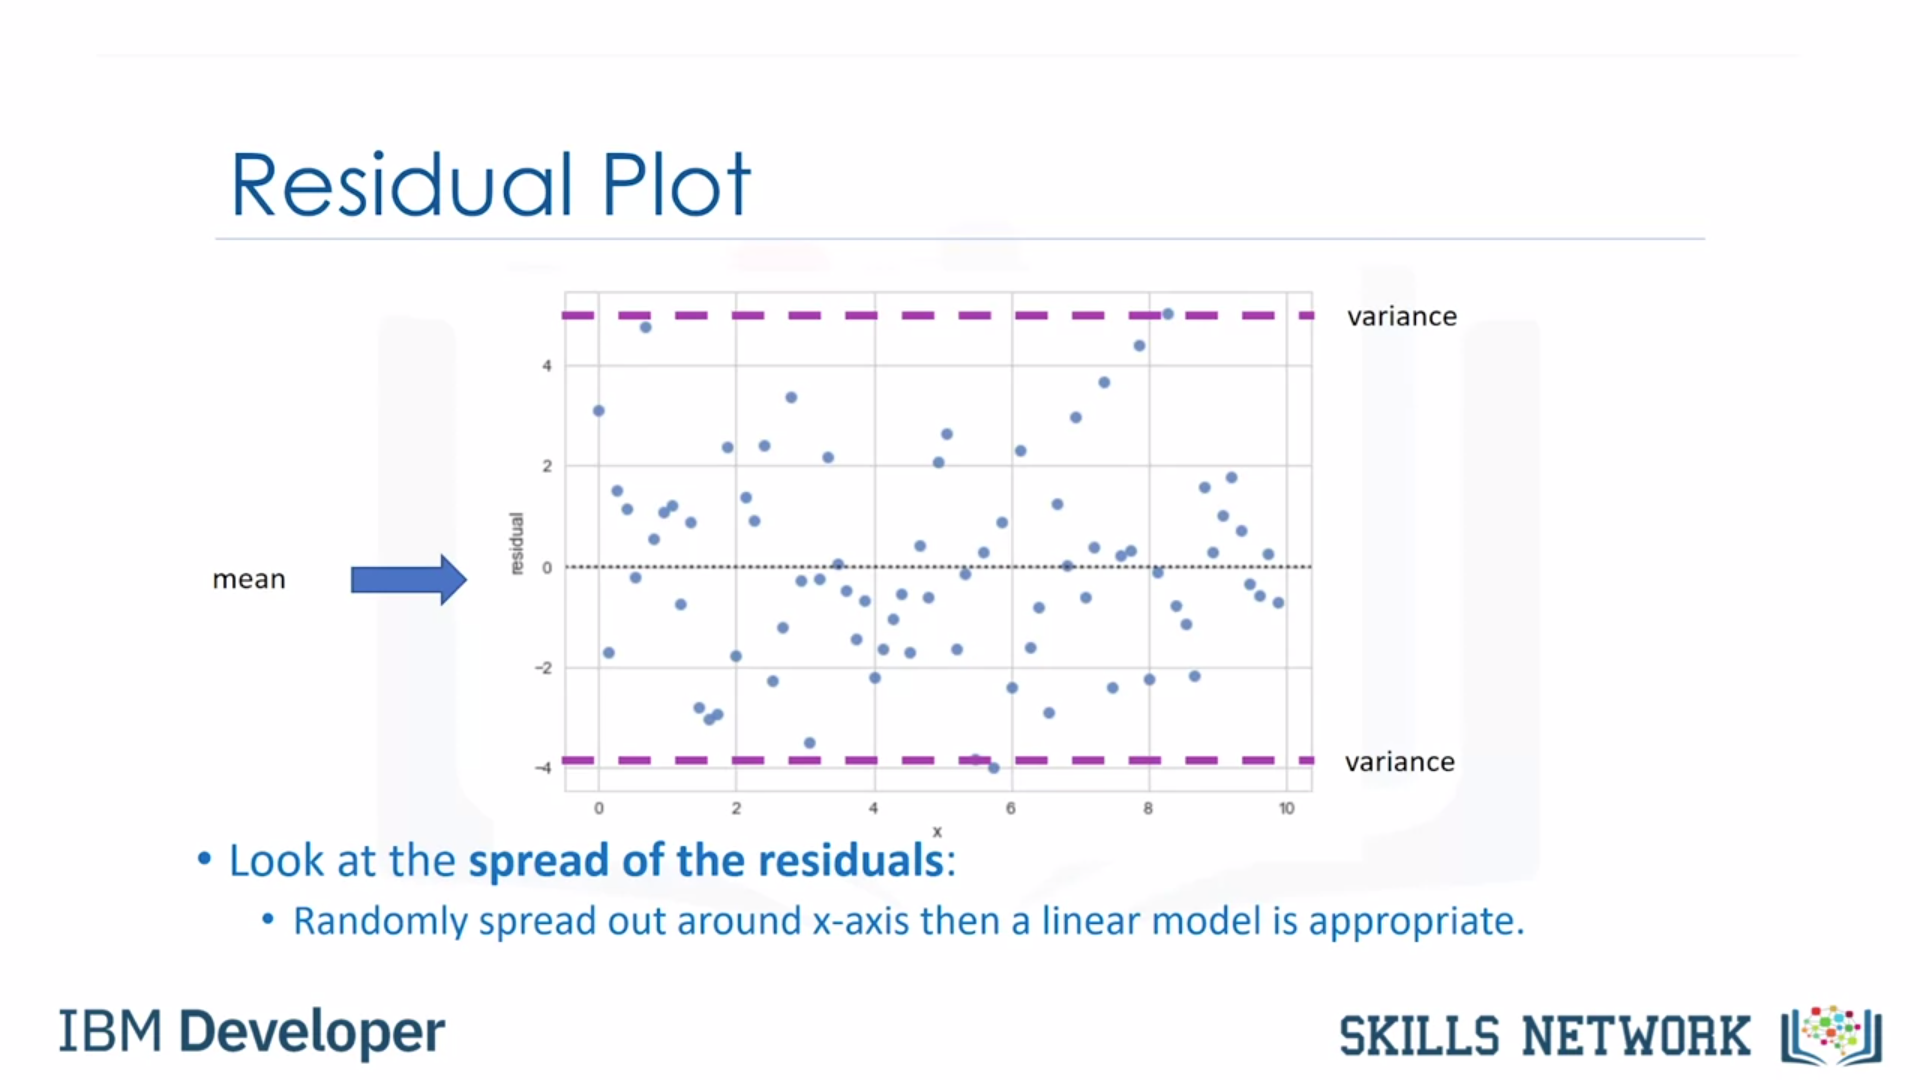 Residual Plot
variance
4
2
residual
0
mean
−2
variance
−4
0 2 4 6 8 10
x
• Look at the spread of the residuals:
• Randomly spread out around x-axis then a linear model is appropriate.
IBM Developer
SKILLS NETWORK